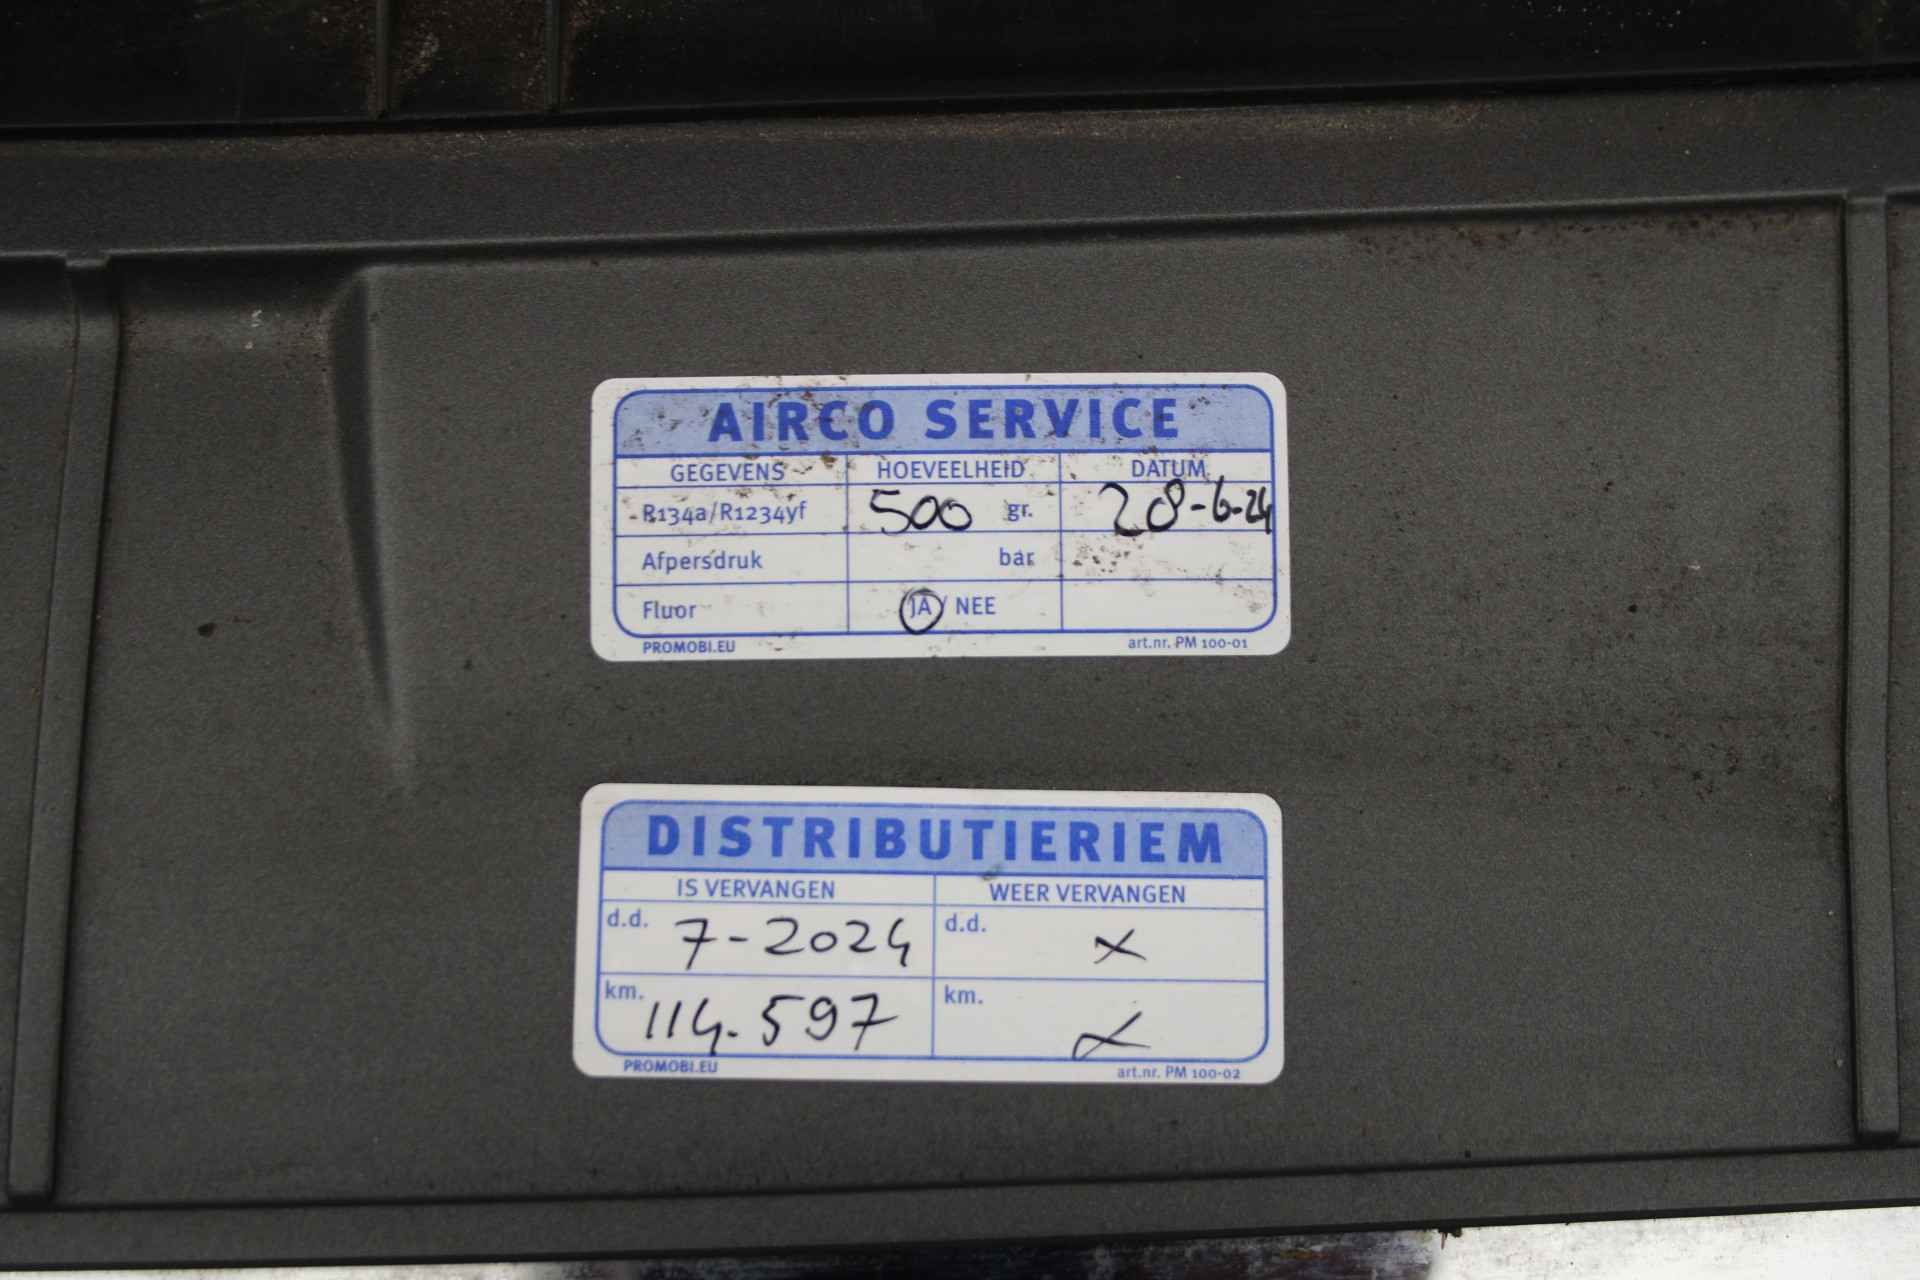 AIRCO SERVICE
GEGEVENS HOEVEELHEID DATUM
R134a/R1234yf 500 gr. 28-6-24
Afpersdruk bar
Fluor JA / NEE
PROMOBI.EU art.nr. PM 100-01
DISTRIBUTIERIEM
IS VERVANGEN WEER VERVANGEN
d.d. 7-2024 d.d. x
km. 114.597 km. x
PROMOBI.EU art.nr. PM 100-02